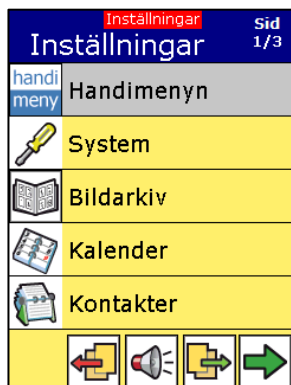 Inställningar
Inställningar
Sid
1/3
handi
meny
Handimenyn
System
Bildarkiv
Kalender
Kontakter